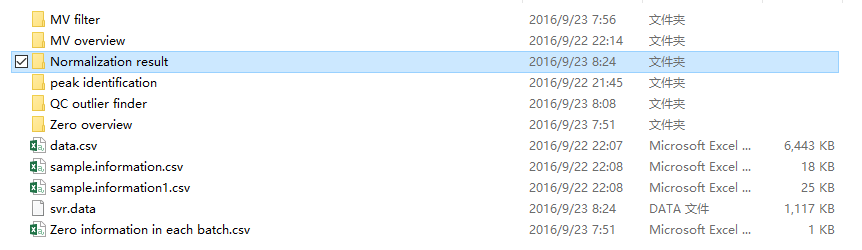 MV filter 2016/9/23 7:56 文件夹
MV overview 2016/9/22 22:14 文件夹
Normalization result 2016/9/23 8:24 文件夹
peak identification 2016/9/22 21:45 文件夹
QC outlier finder 2016/9/23 8:08 文件夹
Zero overview 2016/9/23 7:51 文件夹
data.csv 2016/9/22 22:07 Microsoft Excel ... 6,443 KB
sample.information.csv 2016/9/22 22:08 Microsoft Excel ... 18 KB
sample.information1.csv 2016/9/22 22:08 Microsoft Excel ... 25 KB
svr.data 2016/9/23 8:24 DATA 文件 1,117 KB
Zero information in each batch.csv 2016/9/23 7:51 Microsoft Excel ... 1 KB